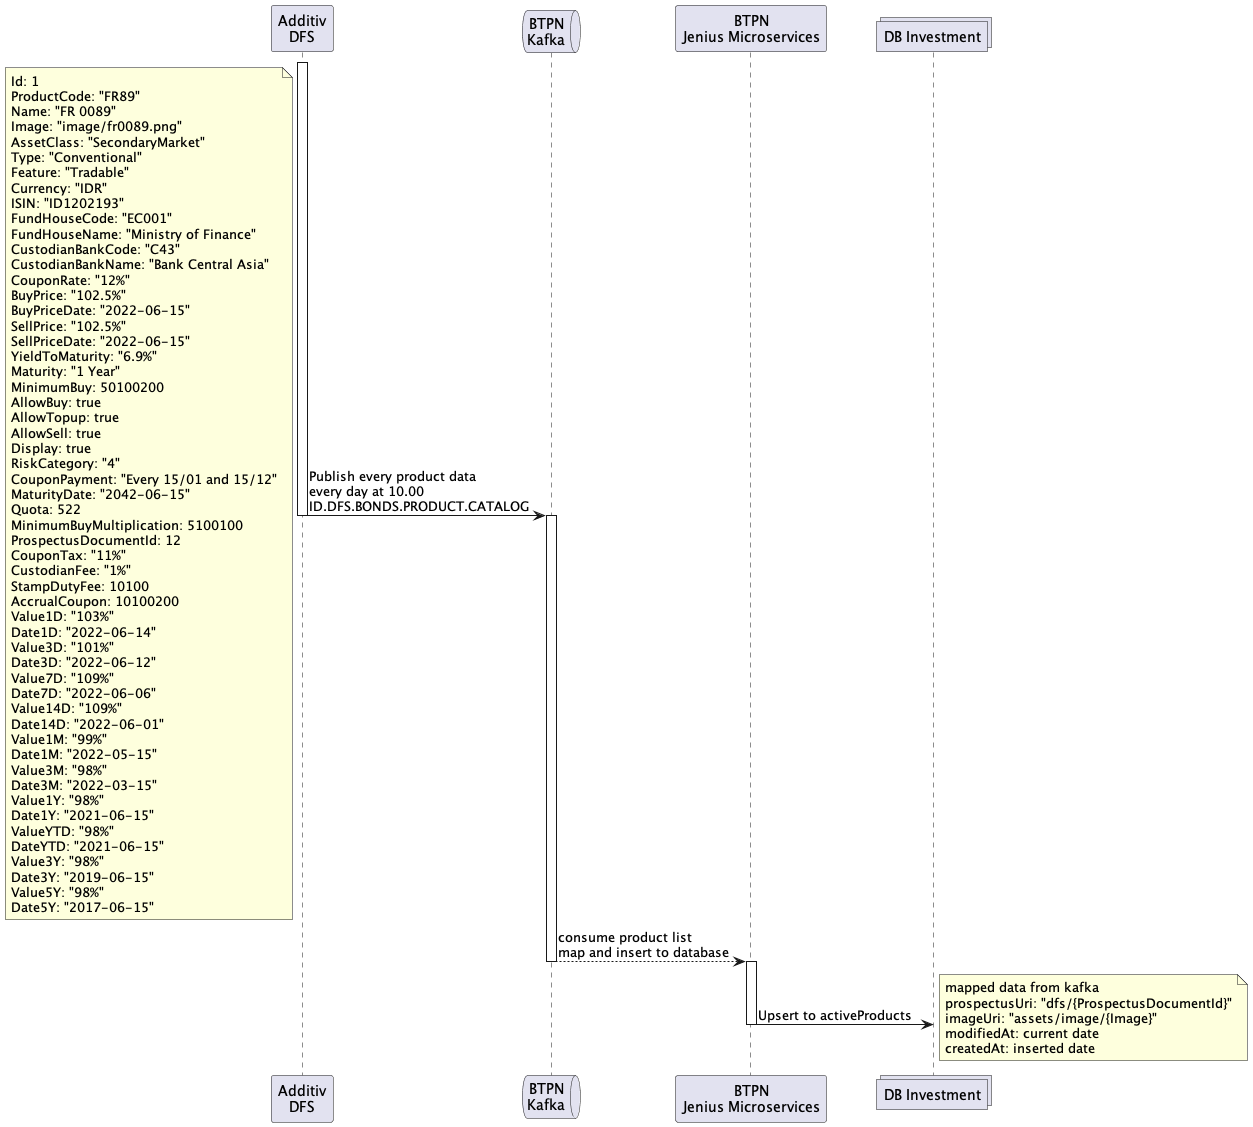 Additiv
DFS
BTPN
Kafka
BTPN
Jenius Microservices
DB Investment
Id: 1
ProductCode: "FR89"
Name: "FR 0089"
Image: "image/fr0089.png"
AssetClass: "SecondaryMarket"
Type: "Conventional"
Feature: "Tradable"
Currency: "IDR"
ISIN: "ID1202193"
FundHouseCode: "EC001"
FundHouseName: "Ministry of Finance"
CustodianBankCode: "C43"
CustodianBankName: "Bank Central Asia"
CouponRate: "12%"
BuyPrice: "102.5%"
BuyPriceDate: "2022-06-15"
SellPrice: "102.5%"
SellPriceDate: "2022-06-15"
YieldToMaturity: "6.9%"
Maturity: "1 Year"
MinimumBuy: 50100200
AllowBuy: true
AllowTopup: true
AllowSell: true
Display: true
RiskCategory: "4"
CouponPayment: "Every 15/01 and 15/12"
MaturityDate: "2042-06-15"
Quota: 522
MinimumBuyMultiplication: 5100100
ProspectusDocumentId: 12
CouponTax: "11%"
CustodianFee: "1%"
StampDutyFee: 10100
AccrualCoupon: 10100200
Value1D: "103%"
Date1D: "2022-06-14"
Value3D: "101%"
Date3D: "2022-06-12"
Value7D: "109%"
Date7D: "2022-06-06"
Value14D: "109%"
Date14D: "2022-06-01"
Value1M: "99%"
Date1M: "2022-05-15"
Value3M: "98%"
Date3M: "2022-03-15"
Value1Y: "98%"
Date1Y: "2021-06-15"
ValueYTD: "98%"
DateYTD: "2021-06-15"
Value3Y: "98%"
Date3Y: "2019-06-15"
Value5Y: "98%"
Date5Y: "2017-06-15"
Publish every product data
every day at 10.00
ID.DFS.BONDS.PRODUCT.CATALOG
consume product list
map and insert to database
Upsert to activeProducts
mapped data from kafka
prospectusUri: "dfs/{ProspectusDocumentId}"
imageUri: "assets/image/{Image}"
modifiedAt: current date
createdAt: inserted date
Additiv
DFS
BTPN
Kafka
BTPN
Jenius Microservices
DB Investment